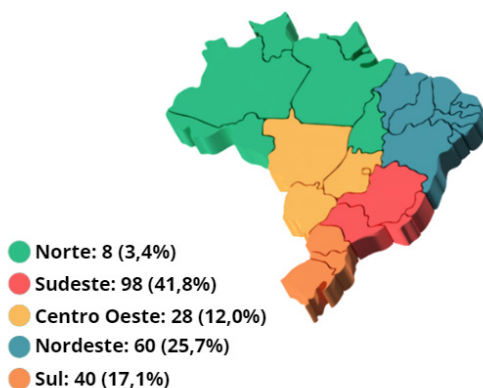 Norte: 8 (3,4%)
Sudeste: 98 (41,8%)
Centro Oeste: 28 (12,0%)
Nordeste: 60 (25,7%)
Sul: 40 (17,1%)